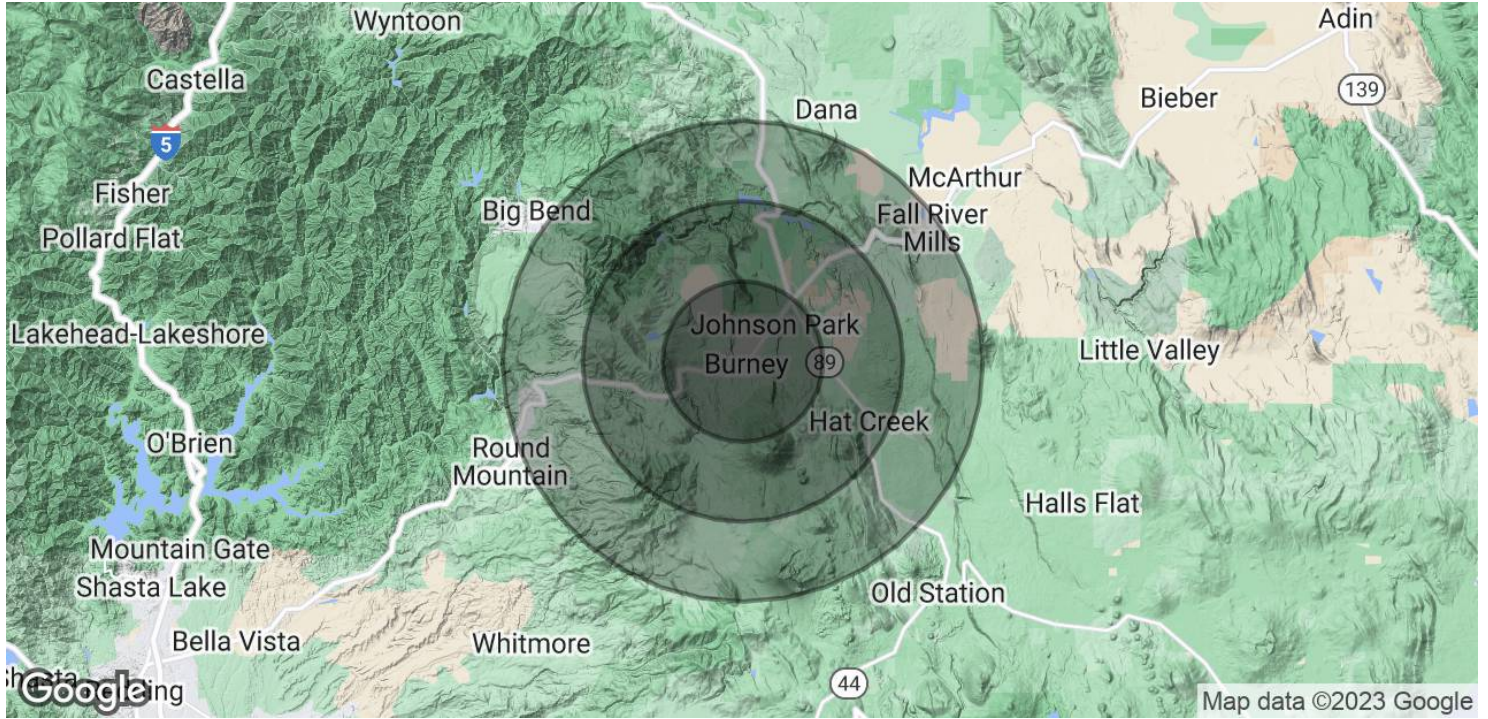 Wyntoon
Adin
Castella
139
Bieber
Dana
5
McArthur
Fisher
Big Bend
Fall River
Mills
Pollard Flat
Johnson Park
Lakehead-Lakeshore
Little Valley
Burney
89
Hat Creek
O'Brien
Round
Mountain
Halls Flat
Mountain Gate
Shasta Lake
Old Station
Bella Vista
Whitmore
44
Google
Map data ©2023 Google